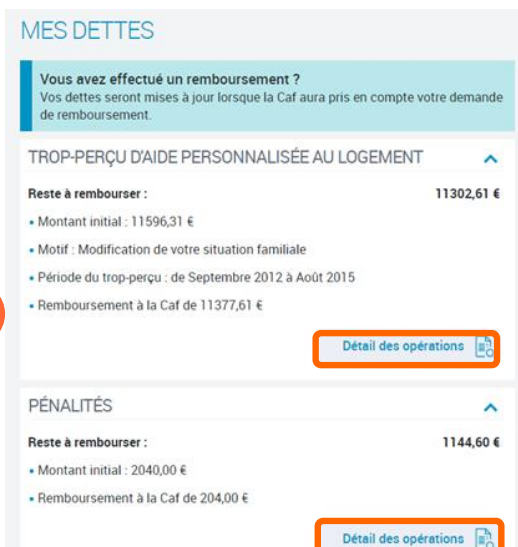 MES DETTES
Vous avez effectué un remboursement ?
Vos dettes seront mises à jour lorsque la Caf aura pris en compte votre demande
de remboursement.
TROP-PERÇU D'AIDE PERSONNALISÉE AU LOGEMENT
Reste à rembourser : 11302,61 €
• Montant initial : 11596,31 €
• Motif : Modification de votre situation familiale
• Période du trop-perçu : de Septembre 2012 à Août 2015
• Remboursement à la Caf de 11377,61 €
Détail des opérations
PÉNALITÉS
Reste à rembourser : 1144,60 €
• Montant initial : 2040,00 €
• Remboursement à la Caf de 204,00 €
Détail des opérations